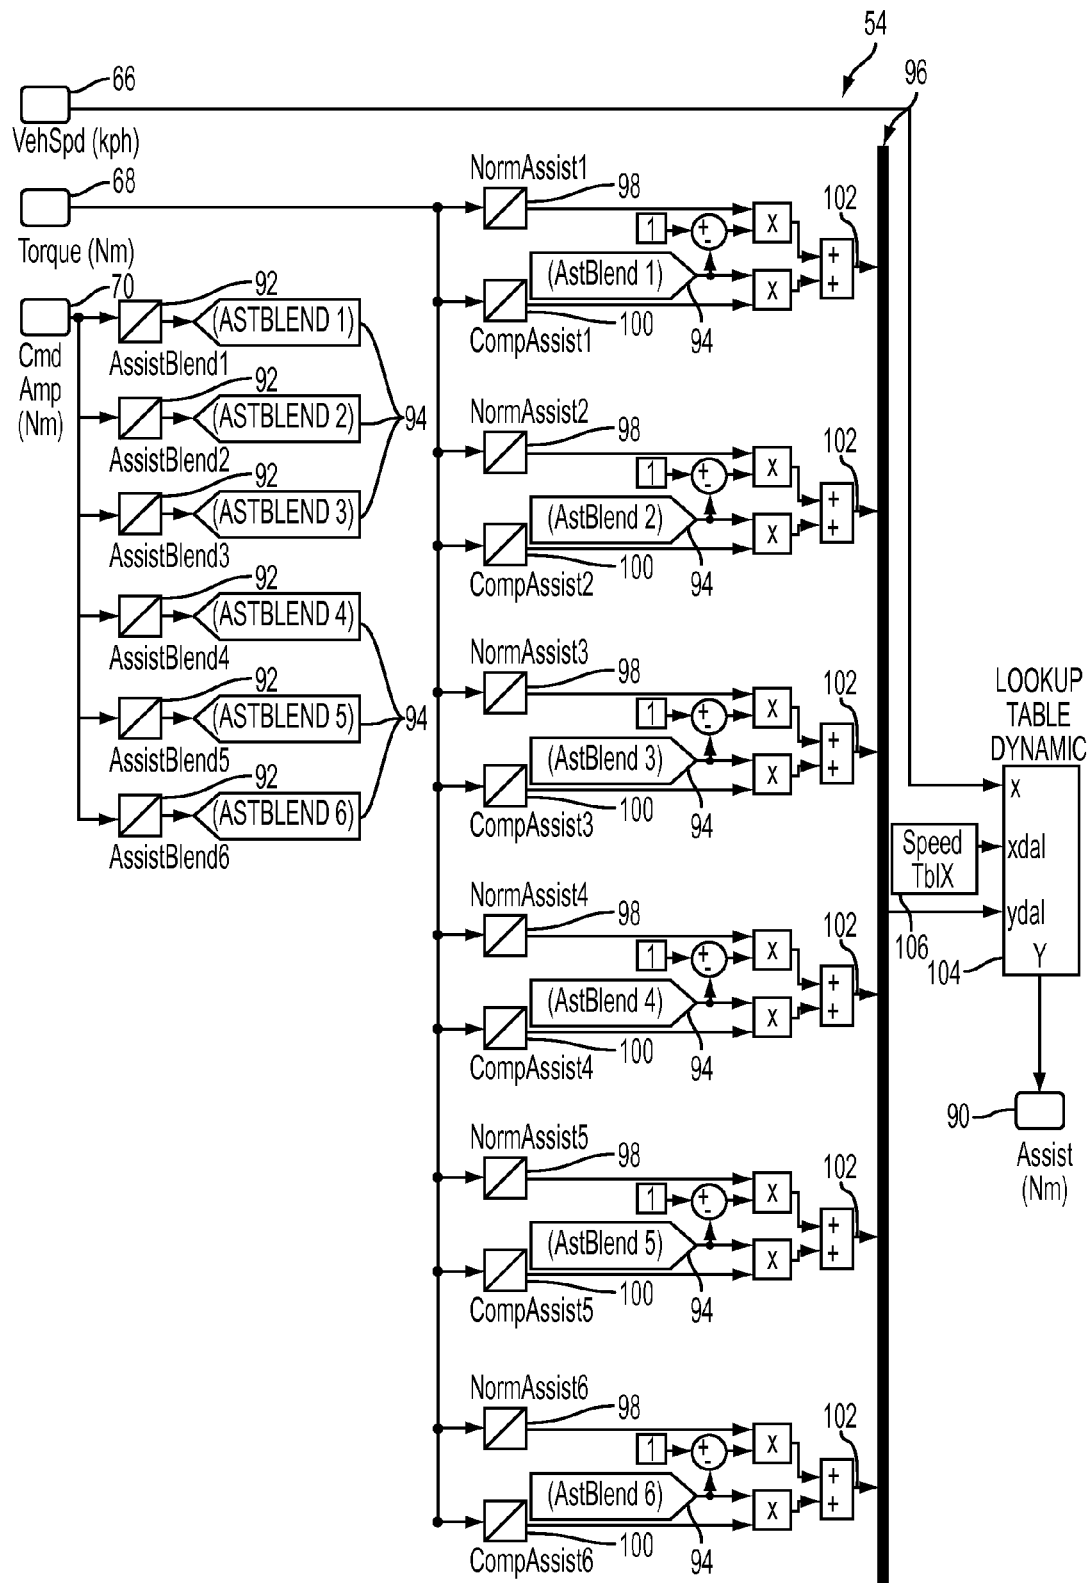 54
66
96
VehSpd (kph)
68
Torque (Nm)
70
Cmd
Amp
(Nm)
92
(ASTBLEND 1)
AssistBlend1
92
(ASTBLEND 2)
AssistBlend2
94
92
(ASTBLEND 3)
AssistBlend3
92
(ASTBLEND 4)
AssistBlend4
92
(ASTBLEND 5)
AssistBlend5
94
92
(ASTBLEND 6)
AssistBlend6
NormAssist1
98
102
1
+
-
X
(AstBlend 1)
+
+
X
100
94
CompAssist1
NormAssist2
98
102
1
+
-
X
(AstBlend 2)
+
+
X
100
94
CompAssist2
NormAssist3
98
102
1
+
-
X
(AstBlend 3)
+
+
X
100
94
CompAssist3
NormAssist4
98
102
1
+
-
X
(AstBlend 4)
+
+
X
100
94
CompAssist4
NormAssist5
98
102
1
+
-
X
(AstBlend 5)
+
+
X
100
94
CompAssist5
NormAssist6
98
102
1
+
-
X
(AstBlend 6)
+
+
X
100
94
CompAssist6
LOOKUP
TABLE
DYNAMIC
x
Speed
TblX
xdal
ydal
106
104
Y
90
Assist
(Nm)